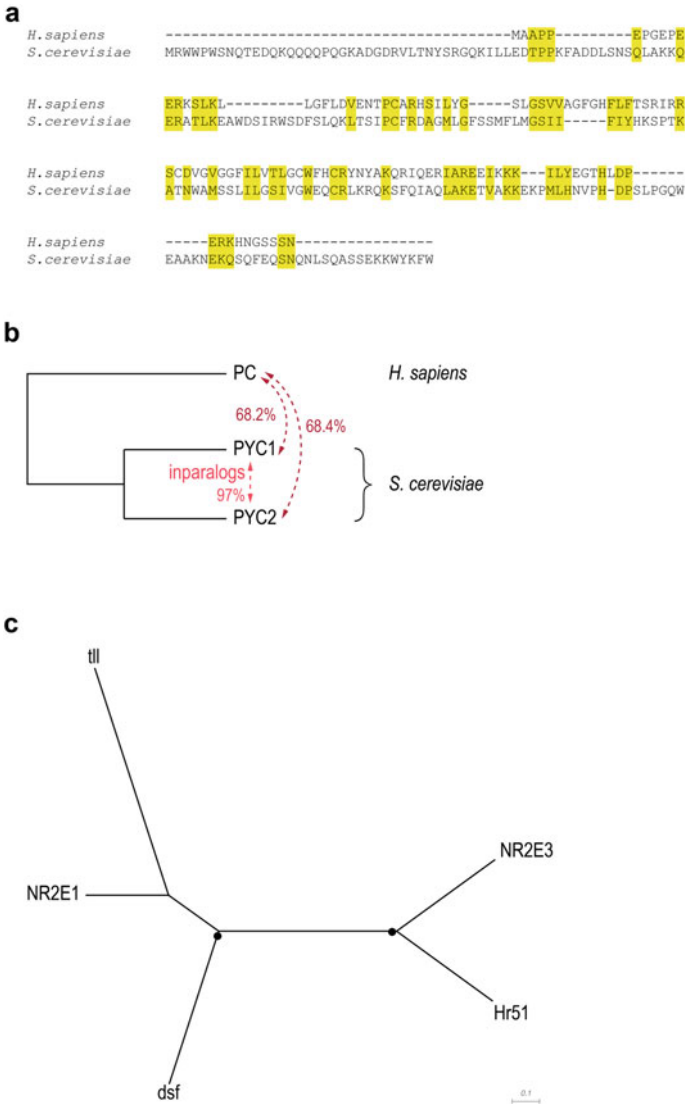 a
H.sapiens ----------------------------------------MAAPP---------EPGEPE
S.cerevisiae MRWWPWSNQTEDQKQQQQPQGKADGDRVLTNYSRGQKILLEDTPPKFADDLSNSQLAKKQ
H.sapiens ERKSLKL---------LGFLDVENTPCARHSILYG-----SLGSVVAGFGHFLFTSRIRR
S.cerevisiae ERATLKEAWDSIRWSDFSLQKLTSIPCFRDAGMLGFSSMFLMGSII-----FIYHKSPTK
H.sapiens SCDVGVGGFILVTLGCWFHCRYNYAKQRIQERIAREEIKKK---ILYEGTHLDP------
S.cerevisiae ATNWAMSSLILGSIVGWEQCRLKRQKSFQIAQLAKETVAKKEKPMLHNVPH-DPSLPGQW
H.sapiens -----ERKHNGSSSN----------------
S.cerevisiae EAAKNEKQSQFEQSNQNLSQASSEKKWYKFW
b
PC H. sapiens
68.2%
68.4%
PYC1
inparalogs
S. cerevisiae
97%
PYC2
c
tll
NR2E3
NR2E1
Hr51
dsf
0.1